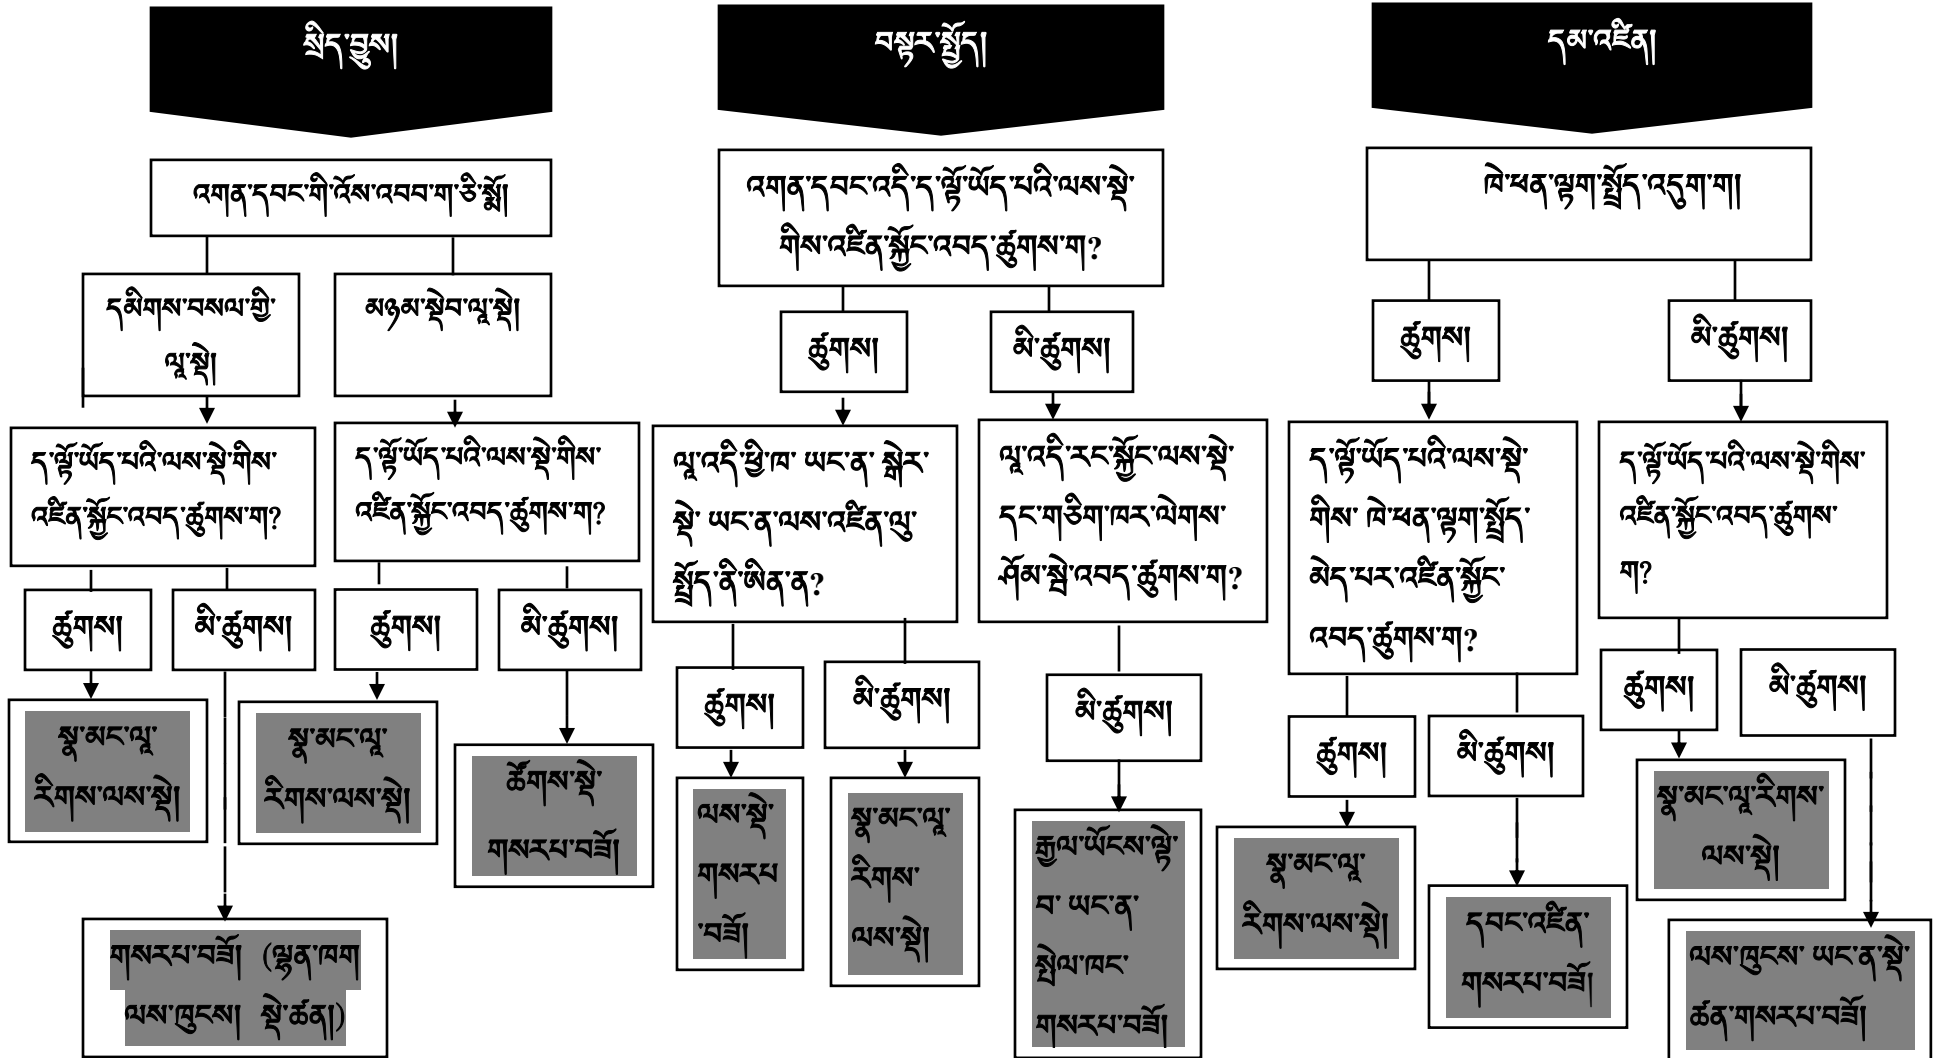 སྲིད་བྱུས།
འགན་དབང་གི་འོས་འབབ་ག་ཅི་སྨོ།
དམིགས་བསལ་གྱི་
ལཱ་སྡེ།
མཉམ་སྡེབ་ལཱ་སྡེ།
ད་ལྟོ་ཡོད་པའི་ལས་སྡེ་གིས་
འཛིན་སྐྱོང་འབད་ཚུགས་ག?
ད་ལྟོ་ཡོད་པའི་ལས་སྡེ་གིས་
འཛིན་སྐྱོང་འབད་ཚུགས་ག?
ཚུགས།
མི་ཚུགས།
ཚུགས།
མི་ཚུགས།
སྣ་མང་ལཱ་
རིགས་ལས་སྡེ།
སྣ་མང་ལཱ་
རིགས་ལས་སྡེ།
ཚོགས་སྡེ་
གསརཔ་བཟོ།
གསརཔ་བཟོ། (ལྷན་ཁག
ལས་ཁུངས། སྡེ་ཚན།)
བསྟར་སྤྱོད།
འགན་དབང་འདི་ད་ལྟོ་ཡོད་པའི་ལས་སྡེ་
གིས་འཛིན་སྐྱོང་འབད་ཚུགས་ག?
ཚུགས།
མི་ཚུགས།
ལཱ་འདི་ཕྱི་ཁ་ ཡང་ན་ སྒེར་
སྡེ་ ཡང་ན་ལས་འཛིན་ལུ་
སྤྲོད་ནི་ཨིན་ན?
ལཱ་འདི་རང་སྐྱོང་ལས་སྡེ་
དང་གཅིག་ཁར་ལེགས་
ཤོམ་སྦེ་འབད་ཚུགས་ག?
ཚུགས།
མི་ཚུགས།
མི་ཚུགས།
ལས་སྡེ་
གསརཔ
་བཟོ།
སྣ་མང་ལཱ་
རིགས་
ལས་སྡེ།
རྒྱལ་ཡོངས་ལྟེ་
བ་ ཡང་ན་
སྤེལ་ཁང་
གསརཔ་བཟོ།
དམ་འཛིན།
ཁེ་ཕན་ལྟག་སྤྲོད་འདུག་ག།
ཚུགས།
མི་ཚུགས།
ད་ལྟོ་ཡོད་པའི་ལས་སྡེ་
གིས་ ཁེ་ཕན་ལྟག་སྤྲོད་
མེད་པར་འཛིན་སྐྱོང་
འབད་ཚུགས་ག?
ད་ལྟོ་ཡོད་པའི་ལས་སྡེ་གིས་
འཛིན་སྐྱོང་འབད་ཚུགས་
ག?
ཚུགས།
མི་ཚུགས།
ཚུགས།
མི་ཚུགས།
སྣ་མང་ལཱ་
རིགས་ལས་སྡེ།
དབང་འཛིན་
གསརཔ་བཟོ།
སྣ་མང་ལཱ་རིགས་
ལས་སྡེ།
ལས་ཁུངས་ ཡང་ན་སྡེ་
ཚན་གསརཔ་བཟོ།